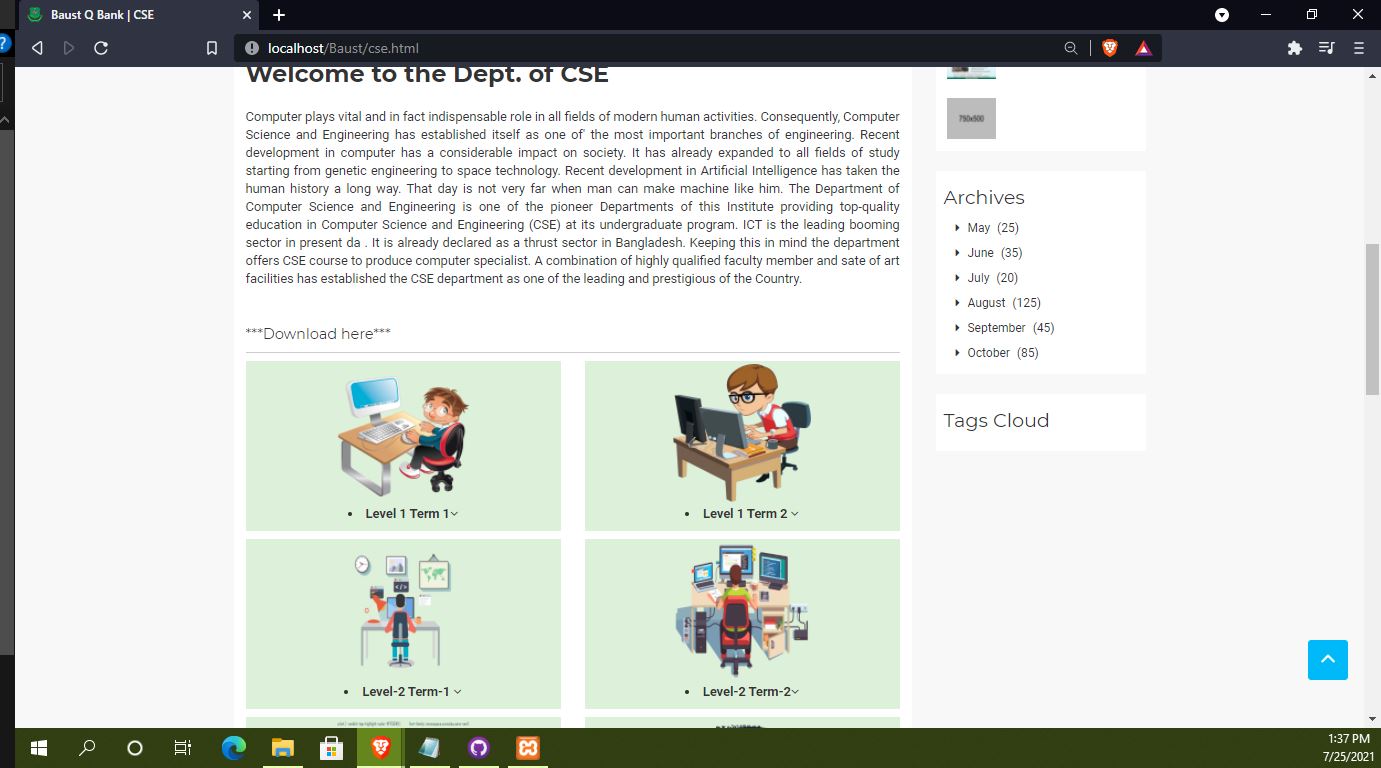 Baust Q Bank | CSE
localhost/Baust/cse.html
Welcome to the Dept. of CSE
Computer plays vital and in fact indispensable role in all fields of modern human activities. Consequently, Computer
Science and Engineering has established itself as one of' the most important branches of engineering. Recent
development in computer has a considerable impact on society. It has already expanded to all fields of study
starting from genetic engineering to space technology. Recent development in Artificial Intelligence has taken the
human history a long way. That day is not very far when man can make machine like him. The Department of
Computer Science and Engineering is one of the pioneer Departments of this Institute providing top-quality
education in Computer Science and Engineering (CSE) at its undergraduate program. ICT is the leading booming
sector in present da . It is already declared as a thrust sector in Bangladesh. Keeping this in mind the department
offers CSE course to produce computer specialist. A combination of highly qualified faculty member and sate of art
facilities has established the CSE department as one of the leading and prestigious of the Country.
***Download here***
Level 1 Term 1
Level 1 Term 2
Level-2 Term-1
Level-2 Term-2
750x500
Archives
May (25)
June (35)
July (20)
August (125)
September (45)
October (85)
Tags Cloud
1:37 PM
7/25/2021